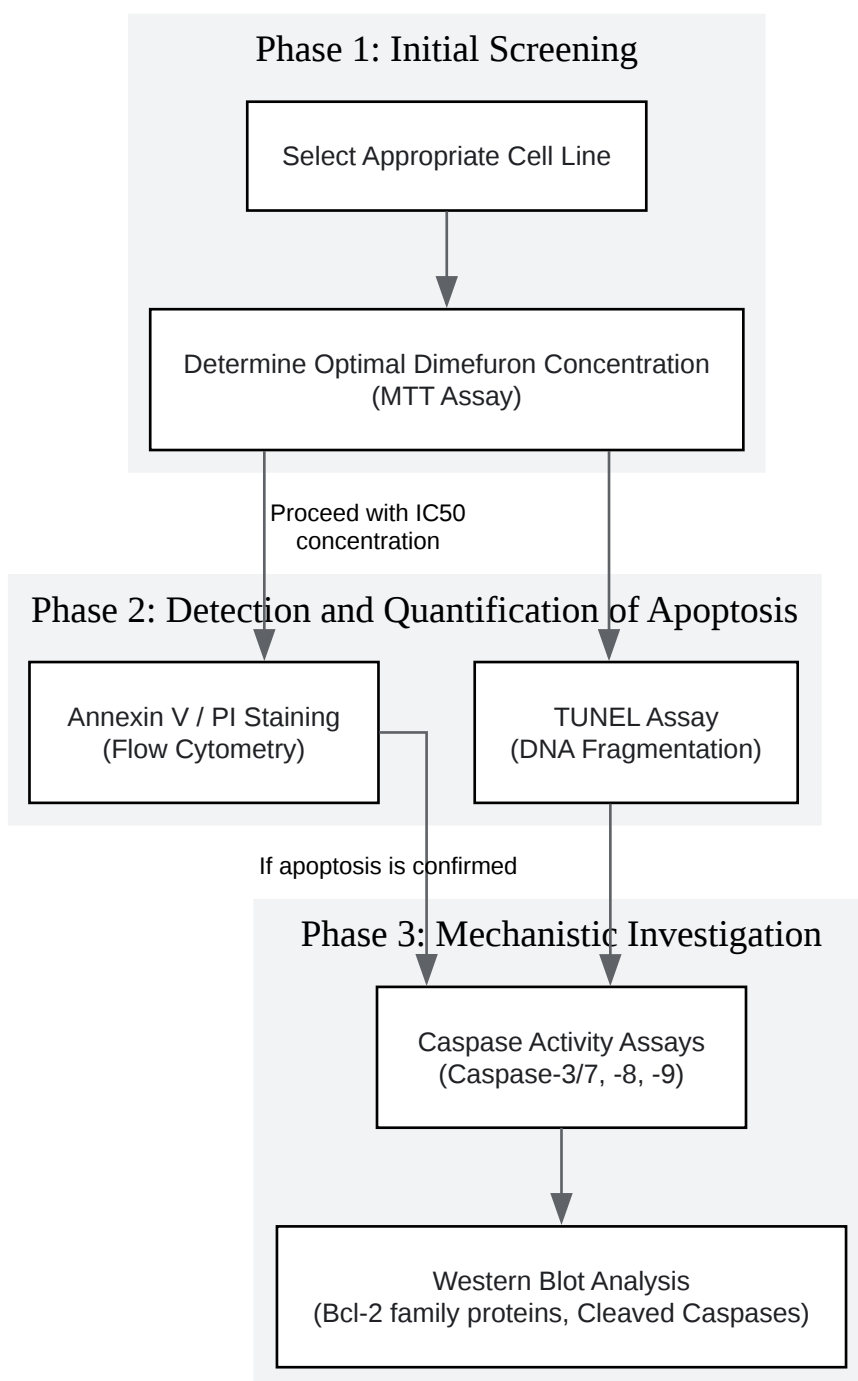 Phase 1: Initial Screening
Select Appropriate Cell Line
Determine Optimal Dimefuron Concentration
(MTT Assay)
Proceed with IC50
concentration
Phase 2: Detection and Quantification of Apoptosis
Annexin V / PI Staining
(Flow Cytometry)
TUNEL Assay
(DNA Fragmentation)
If apoptosis is confirmed
Phase 3: Mechanistic Investigation
Caspase Activity Assays
(Caspase-3/7, -8, -9)
Western Blot Analysis
(Bcl-2 family proteins, Cleaved Caspases)